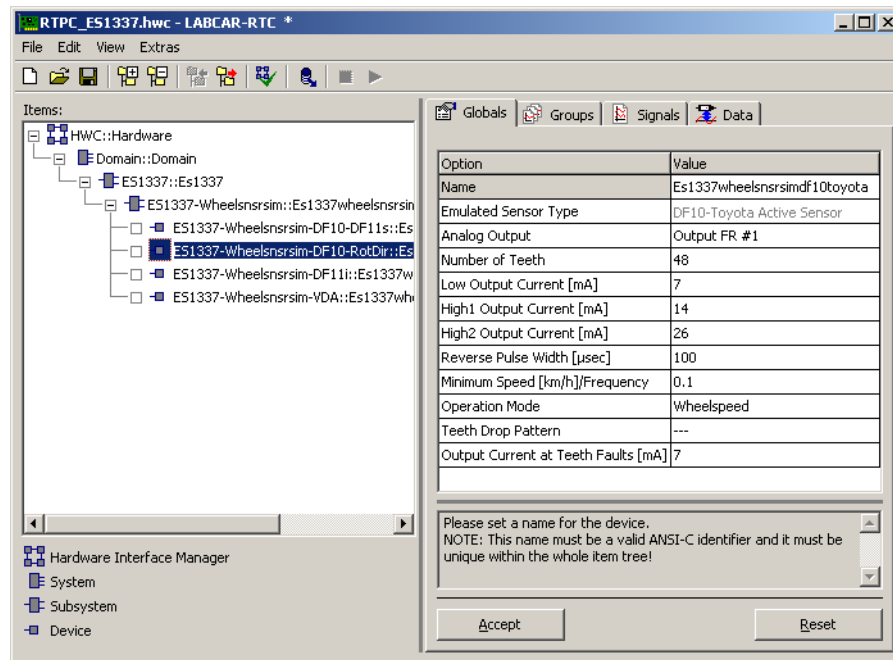 RTPC_ES1337.hwc - LABCAR-RTC *
File Edit View Extras
Items:
HWC::Hardware
Domain::Domain
ES1337::Es1337
ES1337-Wheelsnsrsim::Es1337wheelsnsrsin
ES1337-Wheelsnsrsim-DF10-DF11s::Es
ES1337-Wheelsnsrsim-DF10-RotDir::Es
ES1337-Wheelsnsrsim-DF11i::Es1337w
ES1337-Wheelsnsrsim-VDA::Es1337wh
Hardware Interface Manager
System
Subsystem
Device
Globals Groups Signals Data
Option Value
Name Es1337wheelsnsrsimdf10toyota
Emulated Sensor Type DF10-Toyota Active Sensor
Analog Output Output FR #1
Number of Teeth 48
Low Output Current [mA] 7
High1 Output Current [mA] 14
High2 Output Current [mA] 26
Reverse Pulse Width [µsec] 100
Minimum Speed [km/h]/Frequency 0.1
Operation Mode Wheelspeed
Teeth Drop Pattern ---
Output Current at Teeth Faults [mA] 7
Please set a name for the device.
NOTE: This name must be a valid ANSI-C identifier and it must be
unique within the whole item tree!
Accept Reset